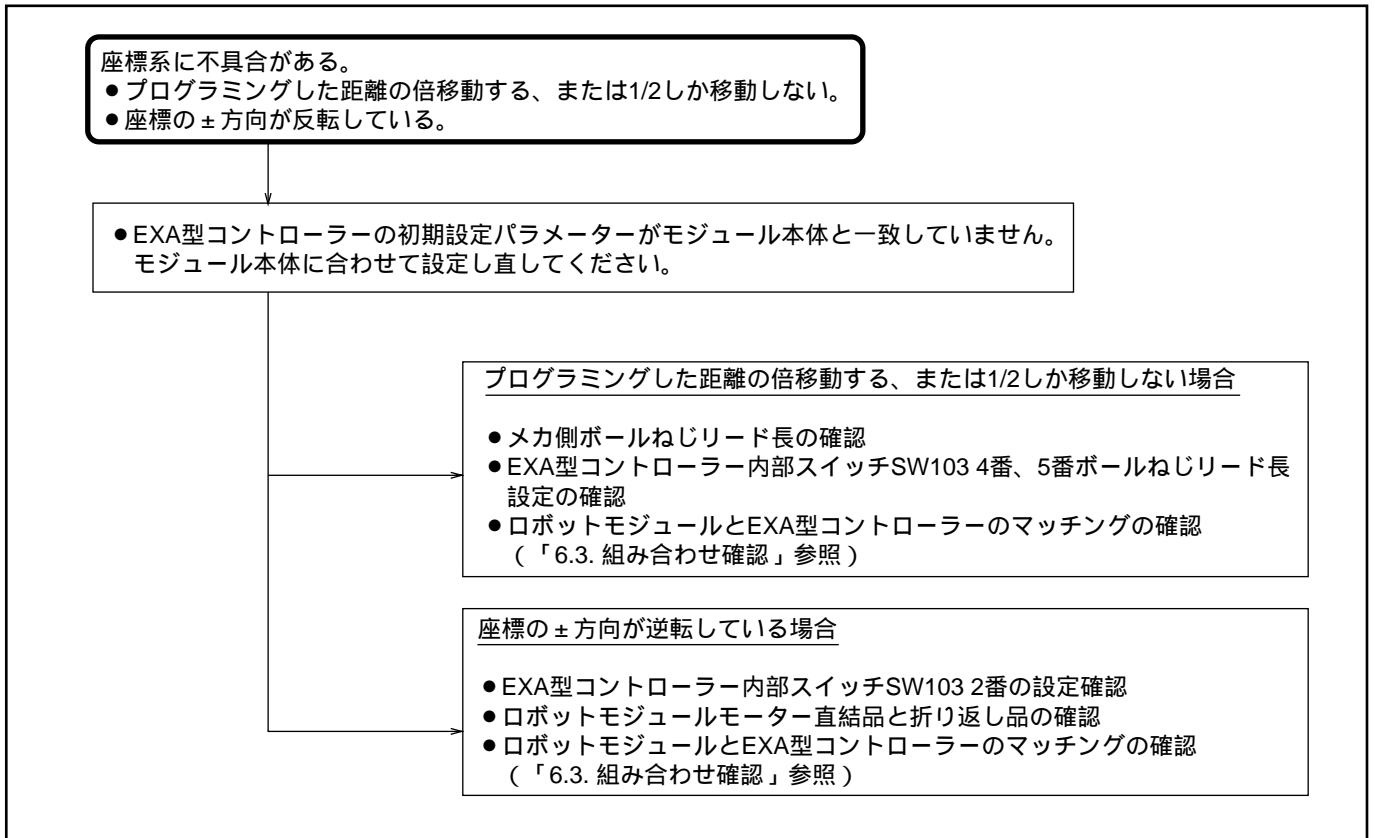 座標系に不具合がある。
●プログラミングした距離の倍移動する、または1/2しか移動しない。
●座標の±方向が反転している。
●EXA型コントローラーの初期設定パラメーターがモジュール本体と一致していません。
モジュール本体に合わせて設定し直してください。
プログラミングした距離の倍移動する、または1/2しか移動しない場合
●メカ側ボールねじリード長の確認
●EXA型コントローラー内部スイッチSW103 4番、5番ボールねじリード長
設定の確認
●ロボットモジュールとEXA型コントローラーのマッチングの確認
(「6.3. 組み合わせ確認」参照)
座標の±方向が逆転している場合
●EXA型コントローラー内部スイッチSW103 2番の設定確認
●ロボットモジュールモーター直結品と折り返し品の確認
●ロボットモジュールとEXA型コントローラーのマッチングの確認
(「6.3. 組み合わせ確認」参照)